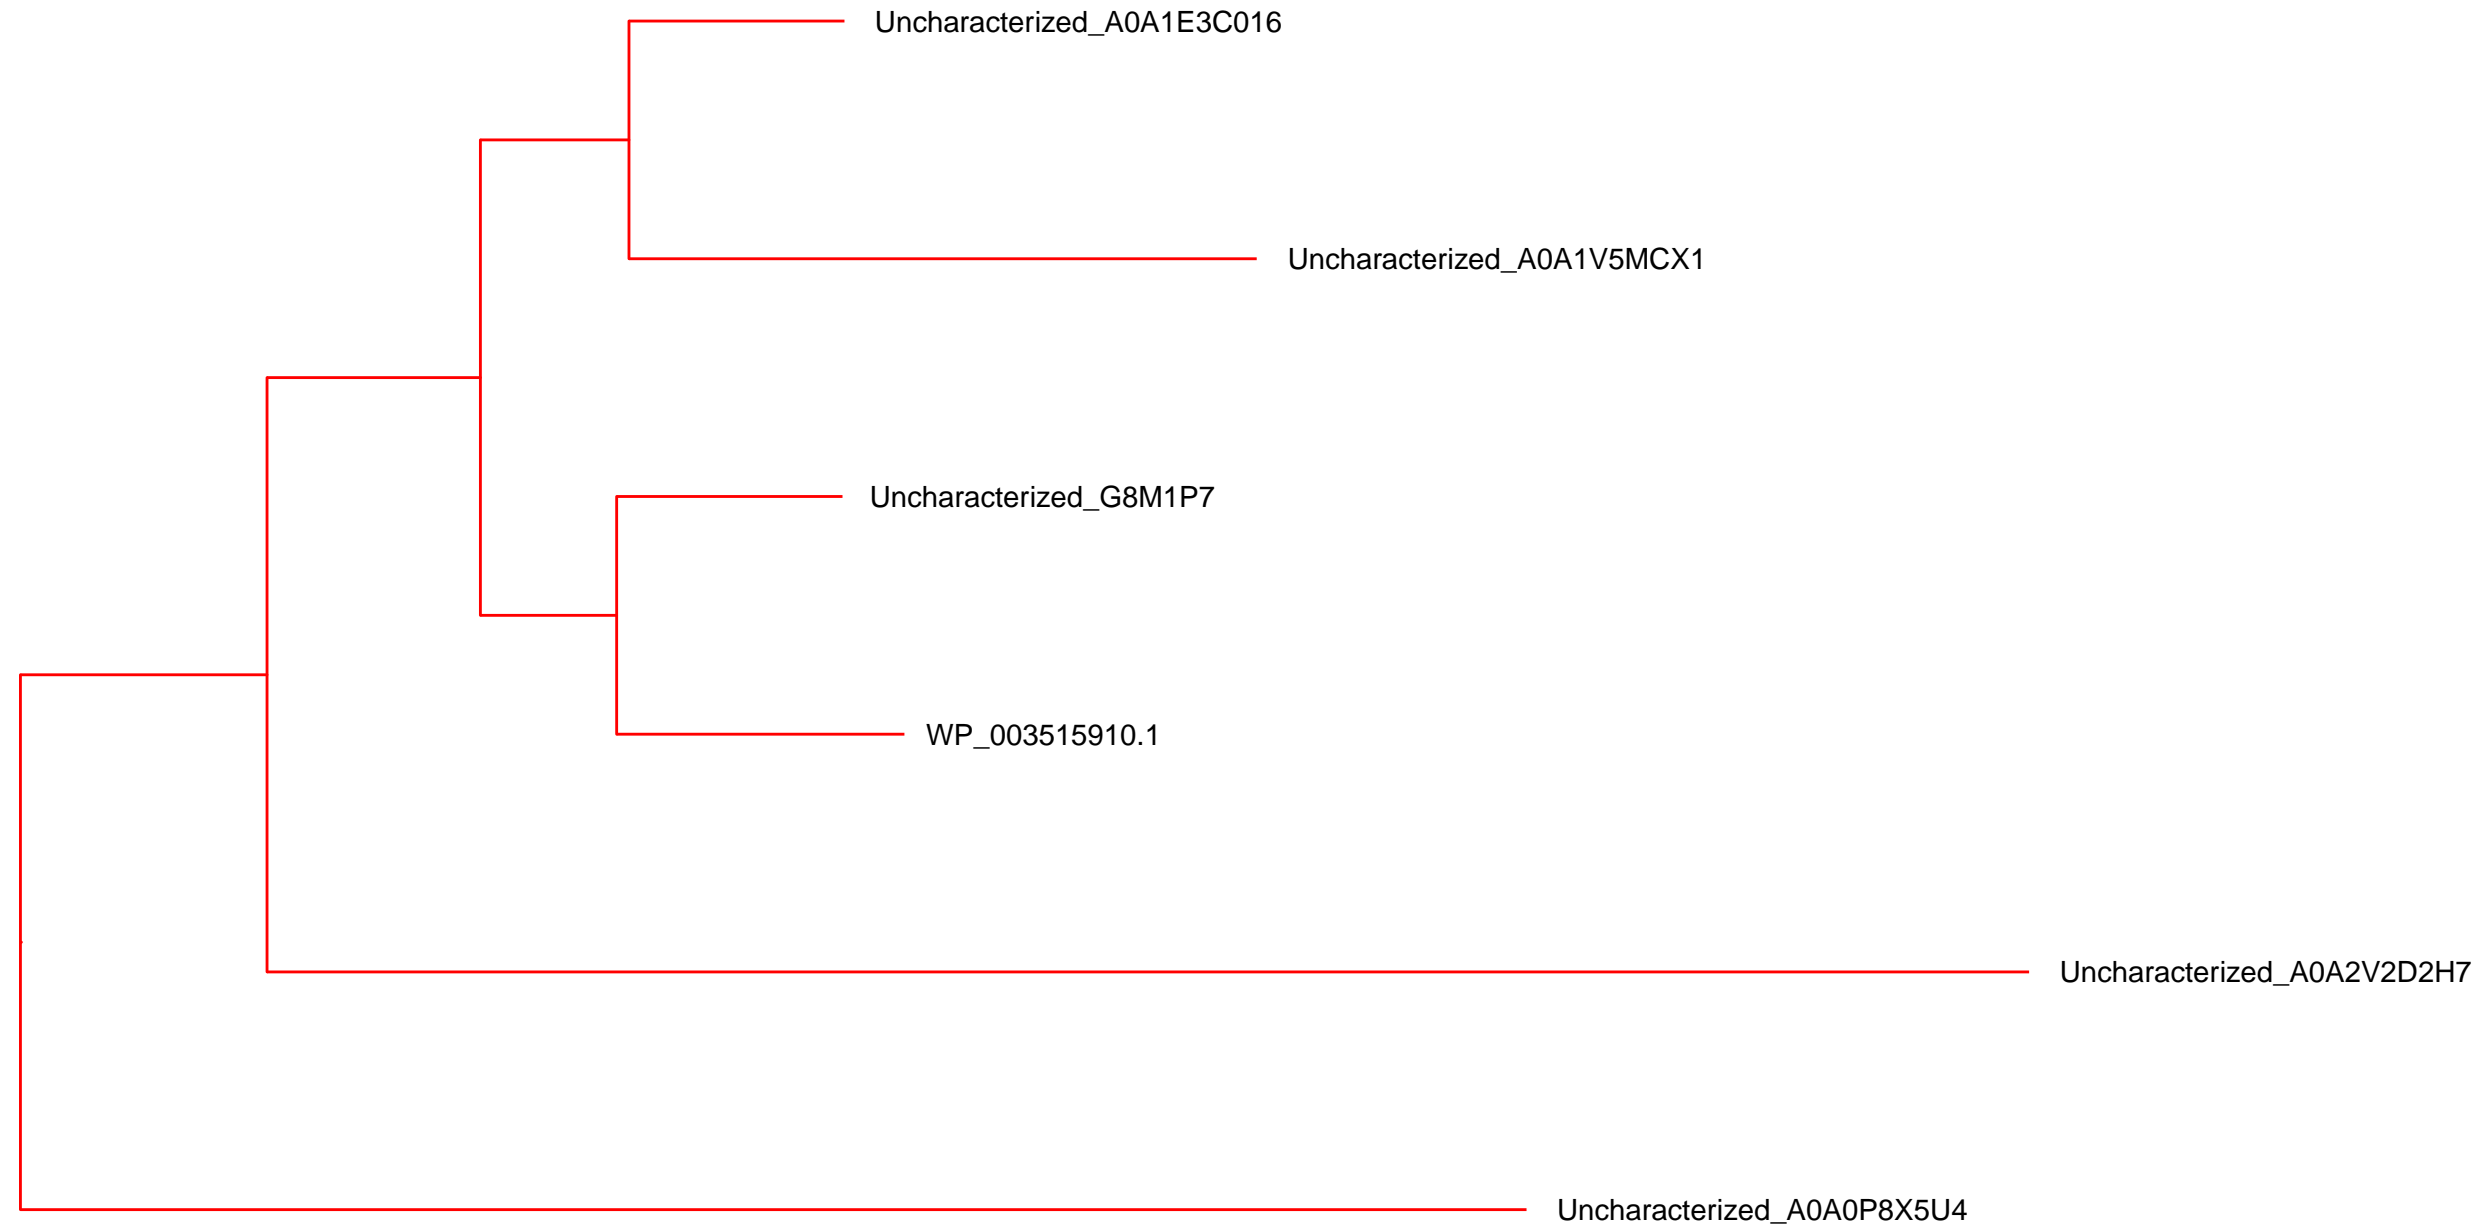 Uncharacterized_A0A1E3C016
Uncharacterized_A0A1V5MCX1
Uncharacterized_G8M1P7
WP_003515910.1
Uncharacterized_A0A2V2D2H7
Uncharacterized_A0A0P8X5U4